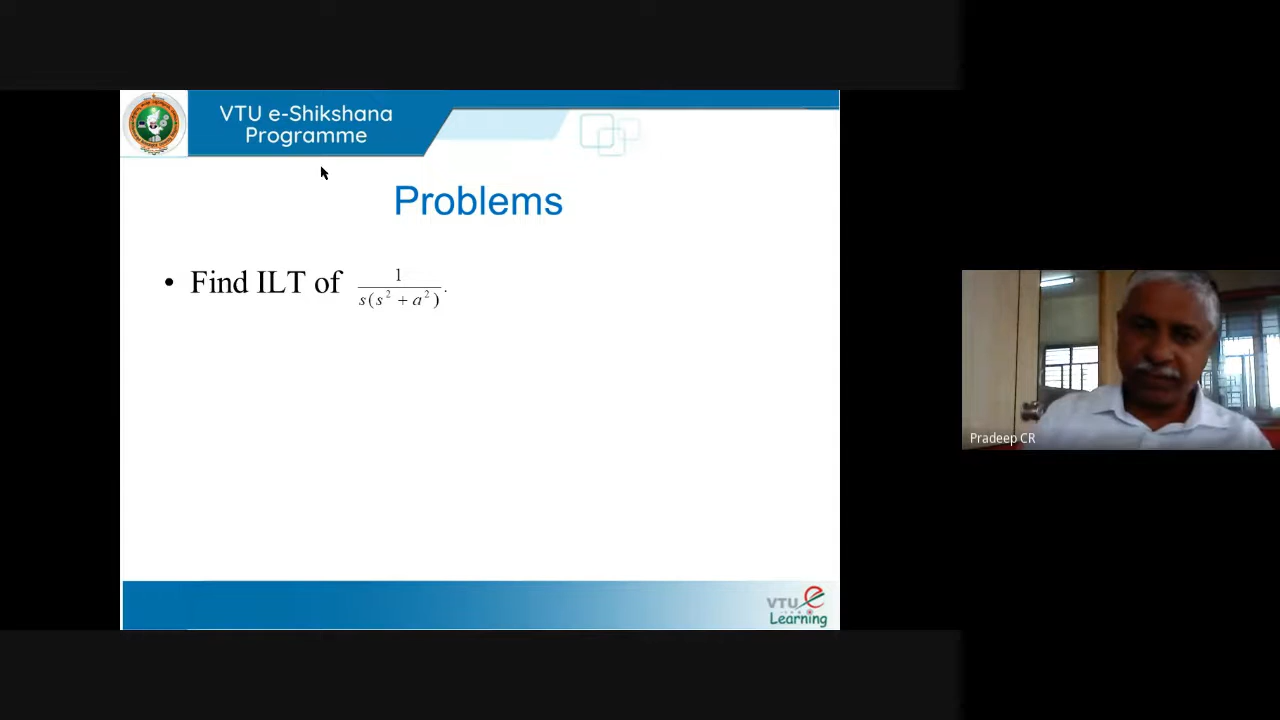 VTU e-Shikshana
Programme
Problems
• Find ILT of 1/(s(s² + a²)).
Pradeep CR
VTU e
Learning